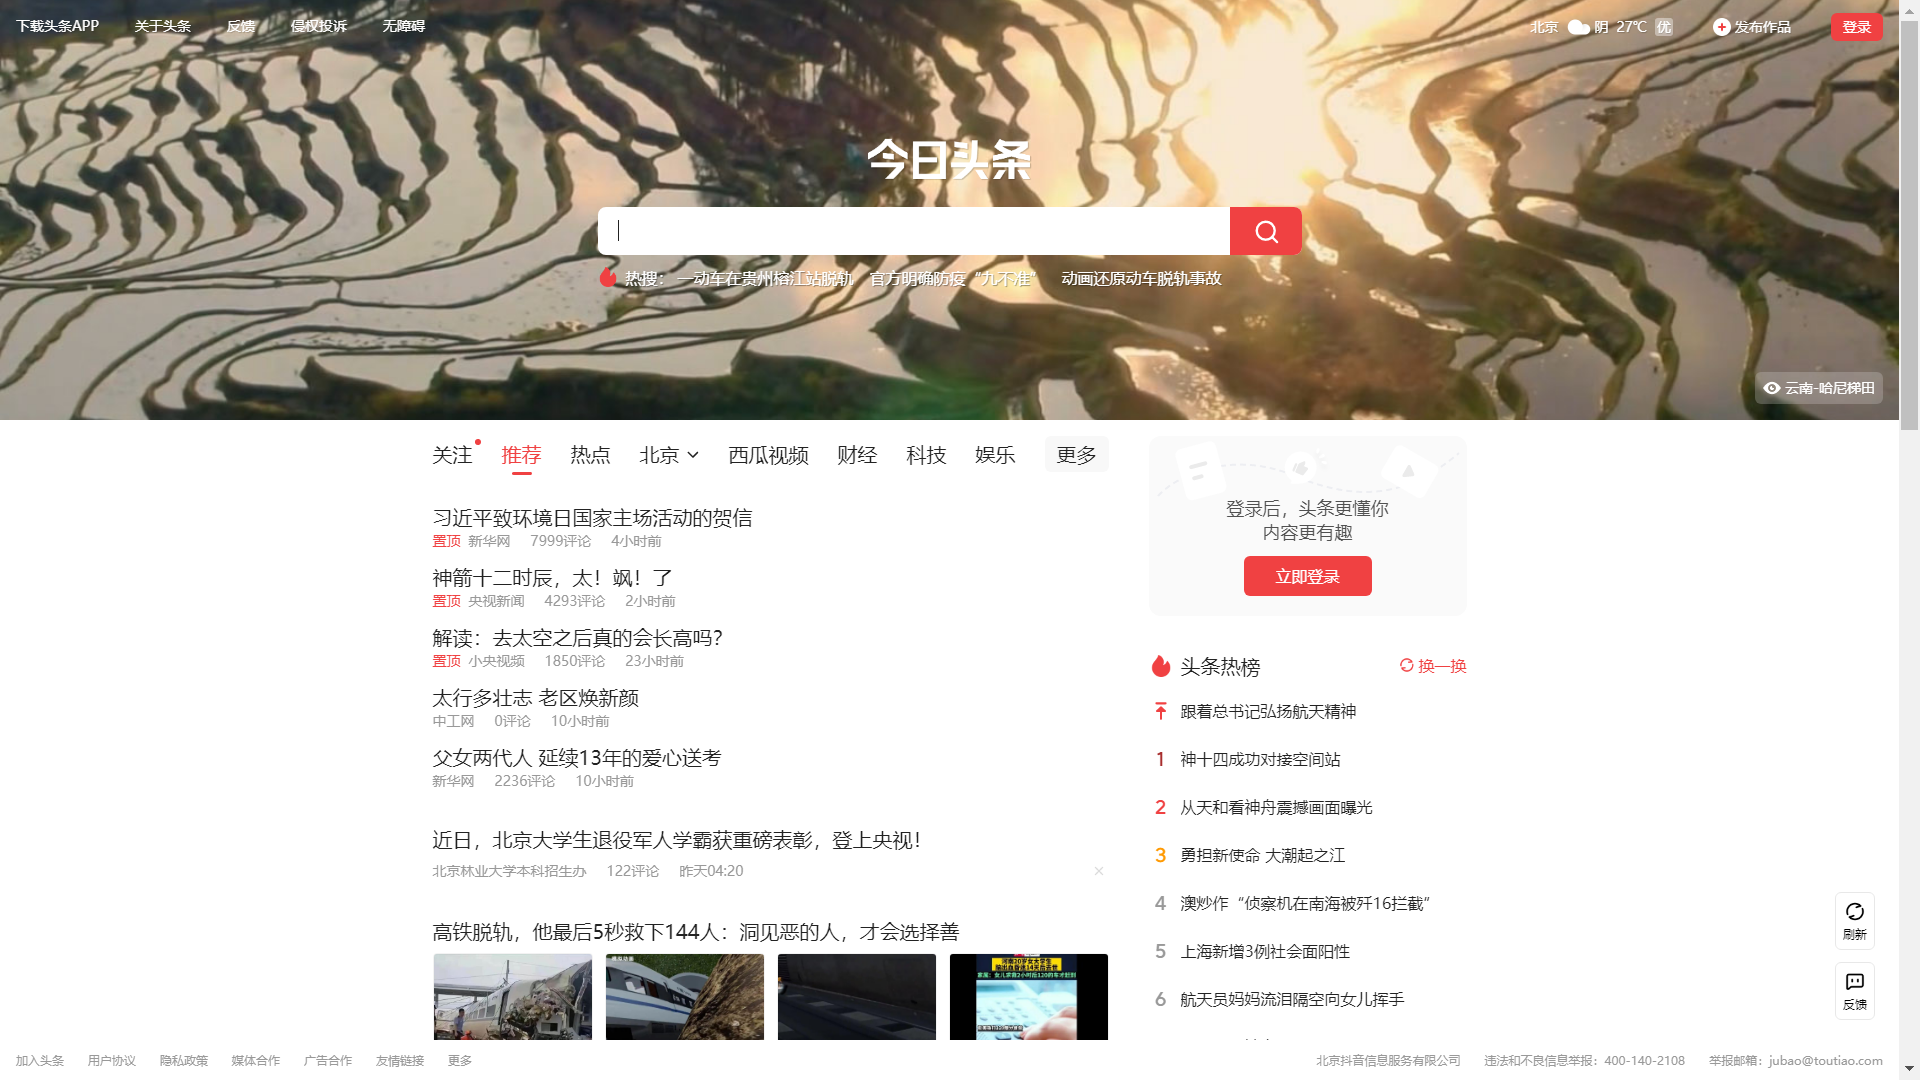 下载头条APP 关于头条 反馈 侵权投诉 无障碍 北京 阴 27℃ 优 发布作品 登录
今日头条
热搜： 一动车在贵州榕江站脱轨 官方明确防疫“九不准” 动画还原动车脱轨事故
云南-哈尼梯田
关注 推荐 热点 北京 西瓜视频 财经 科技 娱乐 更多
习近平致环境日国家主场活动的贺信
置顶 新华网 7999评论 4小时前
神箭十二时辰，太！飒！了
置顶 央视新闻 4293评论 2小时前
解读：去太空之后真的会长高吗？
置顶 小央视频 1850评论 23小时前
太行多壮志 老区焕新颜
中工网 0评论 10小时前
父女两代人 延续13年的爱心送考
新华网 2236评论 10小时前
近日，北京大学生退役军人学霸获重磅表彰，登上央视！
北京林业大学本科招生办 122评论 昨天04:20
高铁脱轨，他最后5秒救下144人：洞见恶的人，才会选择善
登录后，头条更懂你
内容更有趣
立即登录
头条热榜 换一换
跟着总书记弘扬航天精神
1 神十四成功对接空间站
2 从天和看神舟震撼画面曝光
3 勇担新使命 大潮起之江
4 澳炒作“侦察机在南海被歼16拦截”
5 上海新增3例社会面阳性
6 航天员妈妈流泪隔空向女儿挥手
刷新
反馈
加入头条 用户协议 隐私政策 媒体合作 广告合作 友情链接 更多 北京抖音信息服务有限公司 违法和不良信息举报：400-140-2108 举报邮箱：jubao@toutiao.com